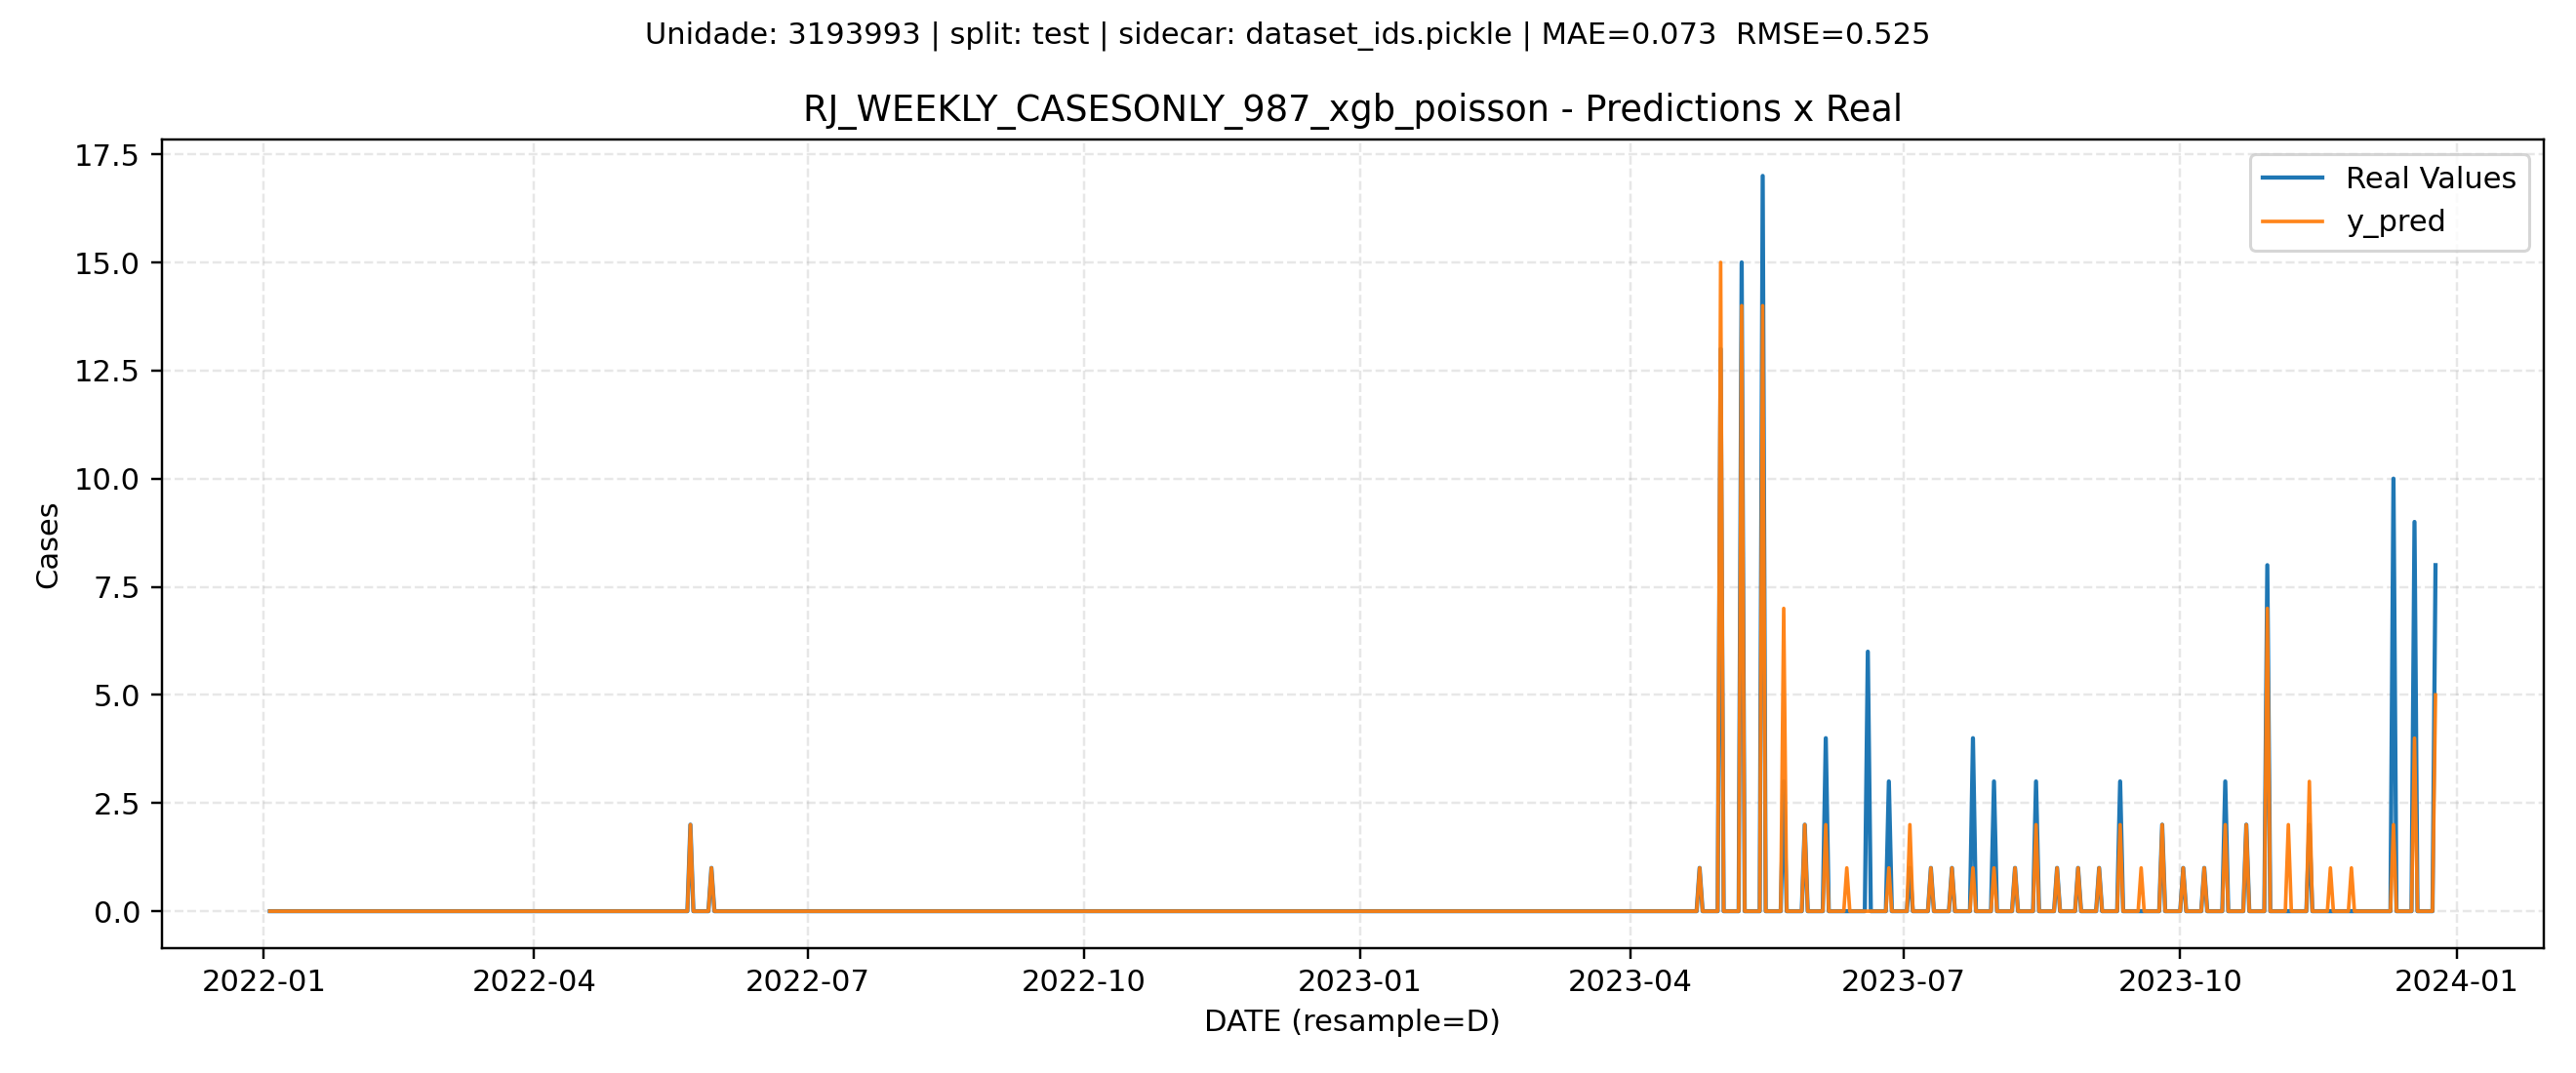 Unidade: 3193993 | split: test | sidecar: dataset_ids.pickle | MAE=0.073  RMSE=0.525
RJ_WEEKLY_CASESONLY_987_xgb_poisson - Predictions x Real
Real Values
y_pred
17.5
15.0
12.5
10.0
7.5
5.0
2.5
0.0
Cases
2022-01
2022-04
2022-07
2022-10
2023-01
2023-04
2023-07
2023-10
2024-01
DATE (resample=D)